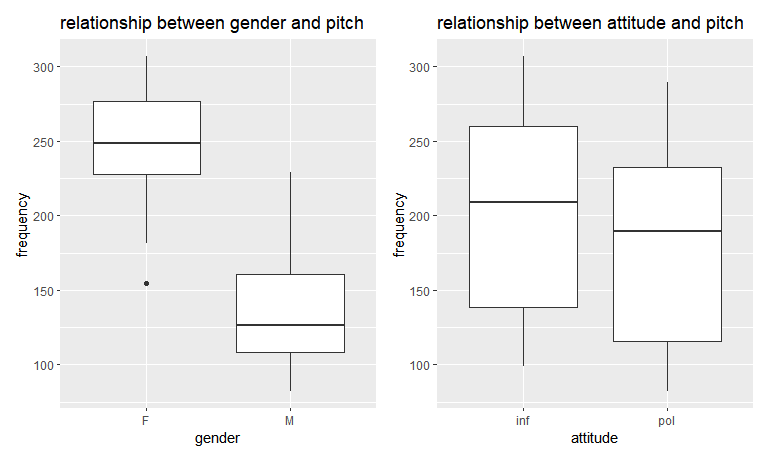 relationship between gender and pitch
300
250
200
150
100
frequency
F
M
gender
relationship between attitude and pitch
300
250
200
150
100
frequency
inf
pol
attitude